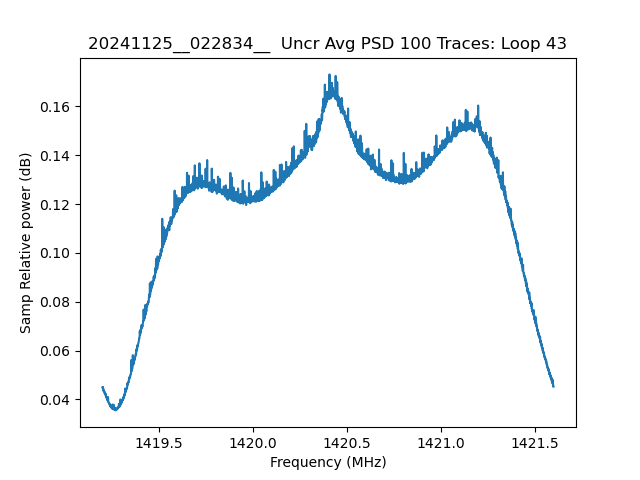 20241125__022834__  Uncr Avg PSD 100 Traces: Loop 43
Samp Relative power (dB)
0.16
0.14
0.12
0.10
0.08
0.06
0.04
1419.5 1420.0 1420.5 1421.0 1421.5
Frequency (MHz)